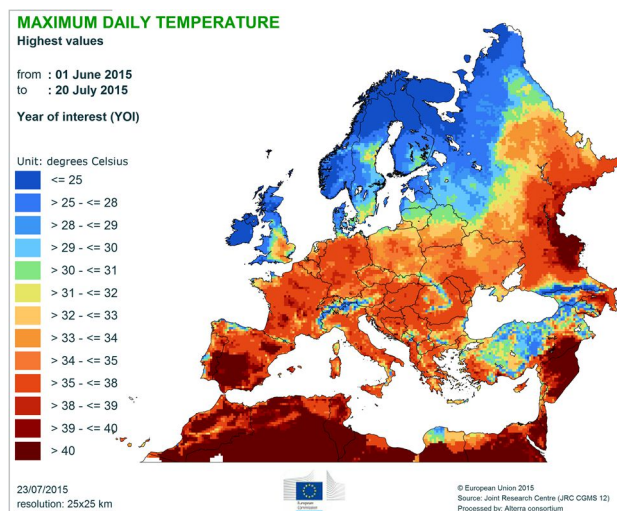 MAXIMUM DAILY TEMPERATURE
Highest values
from : 01 June 2015
to : 20 July 2015
Year of interest (YOI)
Unit: degrees Celsius
<= 25
> 25 - <= 28
> 28 - <= 29
> 29 - <= 30
> 30 - <= 31
> 31 - <= 32
> 32 - <= 33
> 33 - <= 34
> 34 - <= 35
> 35 - <= 38
> 38 - <= 39
> 39 - <= 40
> 40
23/07/2015
resolution: 25x25 km
European
Commission
© European Union 2015
Source: Joint Research Centre (JRC CGMS 12)
Processed by: Alterra consortium